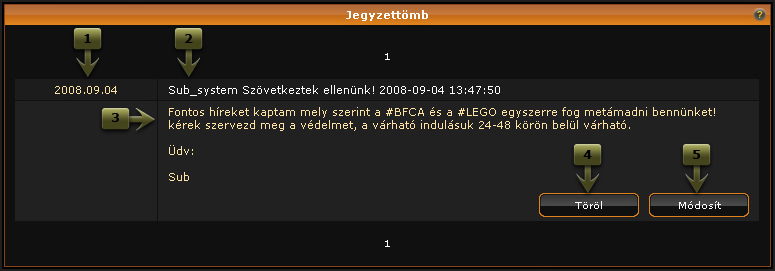 Jegyzettömb
?
1 2
1
2008.09.04 Sub_system Szövetkeztek ellenünk! 2008-09-04 13:47:50
3 Fontos híreket kaptam mely szerint a #BFCA és a #LEGO egyszerre fog metámadni bennünket!
kérek szervezd meg a védelmet, a várható indulásuk 24-48 körön belül várható.
Üdv:
4 5
Sub
Töröl Módosít
1